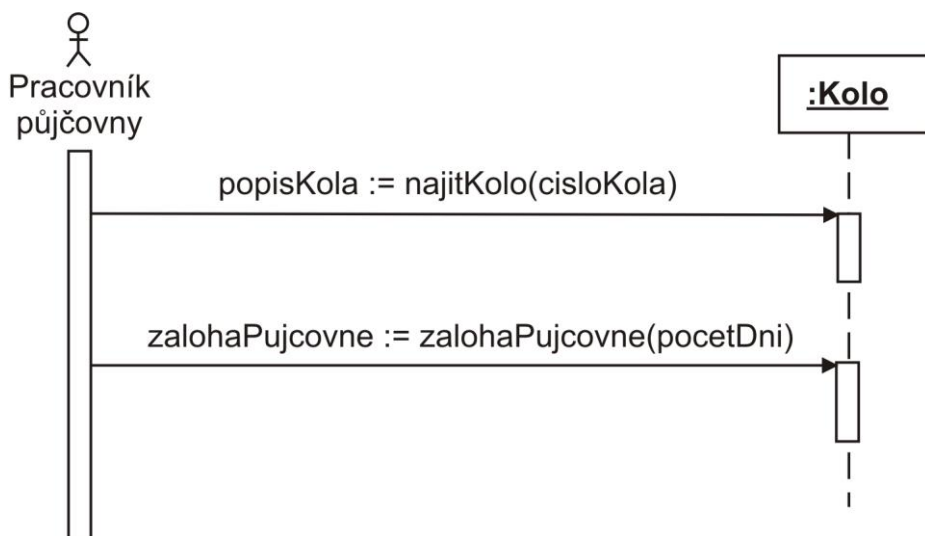 Pracovník
půjčovny
:Kolo
popisKola := najitKolo(cisloKola)
zalohaPujcovne := zalohaPujcovne(pocetDni)